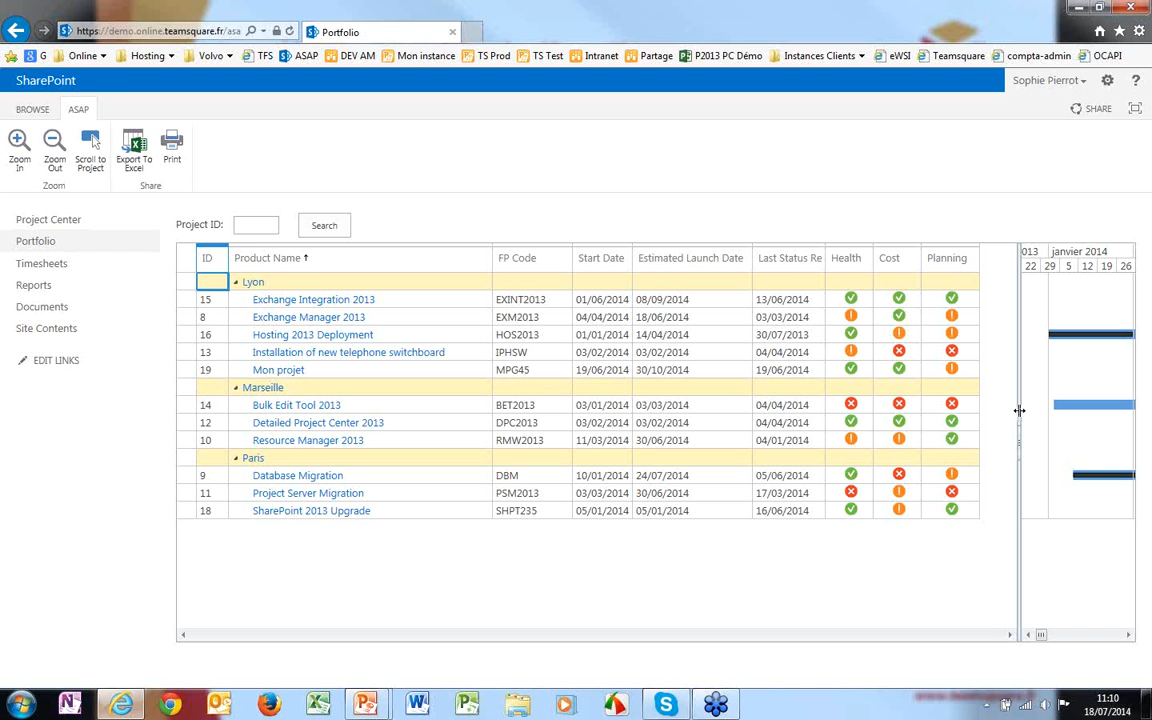 https://demo.online.teamsquare.fr/asa
Portfolio
G Online Hosting Volvo TFS ASAP DEV AM Mon instance TS Prod TS Test Intranet Partage P2013 PC Démo Instances Clients eWSI Teamsquare compta-admin OCAPI
SharePoint
Sophie Pierrot
BROWSE ASAP
SHARE
Zoom In
Zoom Out
Scroll to Project
Export To Excel
Print
Zoom
Share
Project Center
Portfolio
Timesheets
Reports
Documents
Site Contents
EDIT LINKS
Project ID: Search
ID Product Name FP Code Start Date Estimated Launch Date Last Status Re Health Cost Planning
013 janvier 2014
22 29 5 12 19 26
Lyon
15 Exchange Integration 2013 EXINT2013 01/06/2014 08/09/2014 13/06/2014
8 Exchange Manager 2013 EXM2013 04/04/2014 18/06/2014 03/03/2014
16 Hosting 2013 Deployment HOS2013 01/01/2014 14/04/2014 30/07/2013
13 Installation of new telephone switchboard IPHSW 03/02/2014 03/02/2014 04/04/2014
19 Mon projet MPG45 19/06/2014 30/10/2014 19/06/2014
Marseille
14 Bulk Edit Tool 2013 BET2013 03/01/2014 03/03/2014 04/04/2014
12 Detailed Project Center 2013 DPC2013 03/02/2014 03/02/2014 04/04/2014
10 Resource Manager 2013 RMW2013 11/03/2014 30/06/2014 04/01/2014
Paris
9 Database Migration DBM 10/01/2014 24/07/2014 05/06/2014
11 Project Server Migration PSM2013 03/03/2014 30/06/2014 17/03/2014
18 SharePoint 2013 Upgrade SHPT235 05/01/2014 05/01/2014 16/06/2014
11:10
18/07/2014